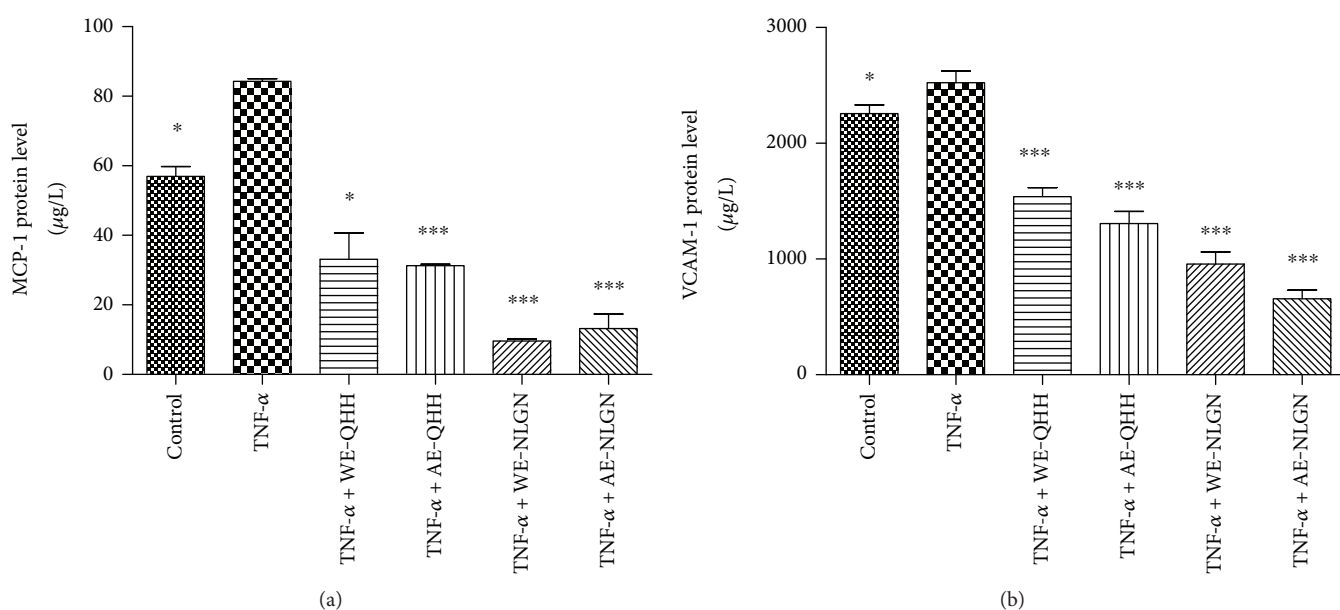 MCP-1 protein level
(μg/L)
100
80
60
40
20
0
*
*
***
***
***
Control
TNF-α
TNF-α + WE-QHH
TNF-α + AE-QHH
TNF-α + WE-NLGN
TNF-α + AE-NLGN
(a)
VCAM-1 protein level
(μg/L)
3000
2000
1000
0
*
***
***
***
***
Control
TNF-α
TNF-α + WE-QHH
TNF-α + AE-QHH
TNF-α + WE-NLGN
TNF-α + AE-NLGN
(b)